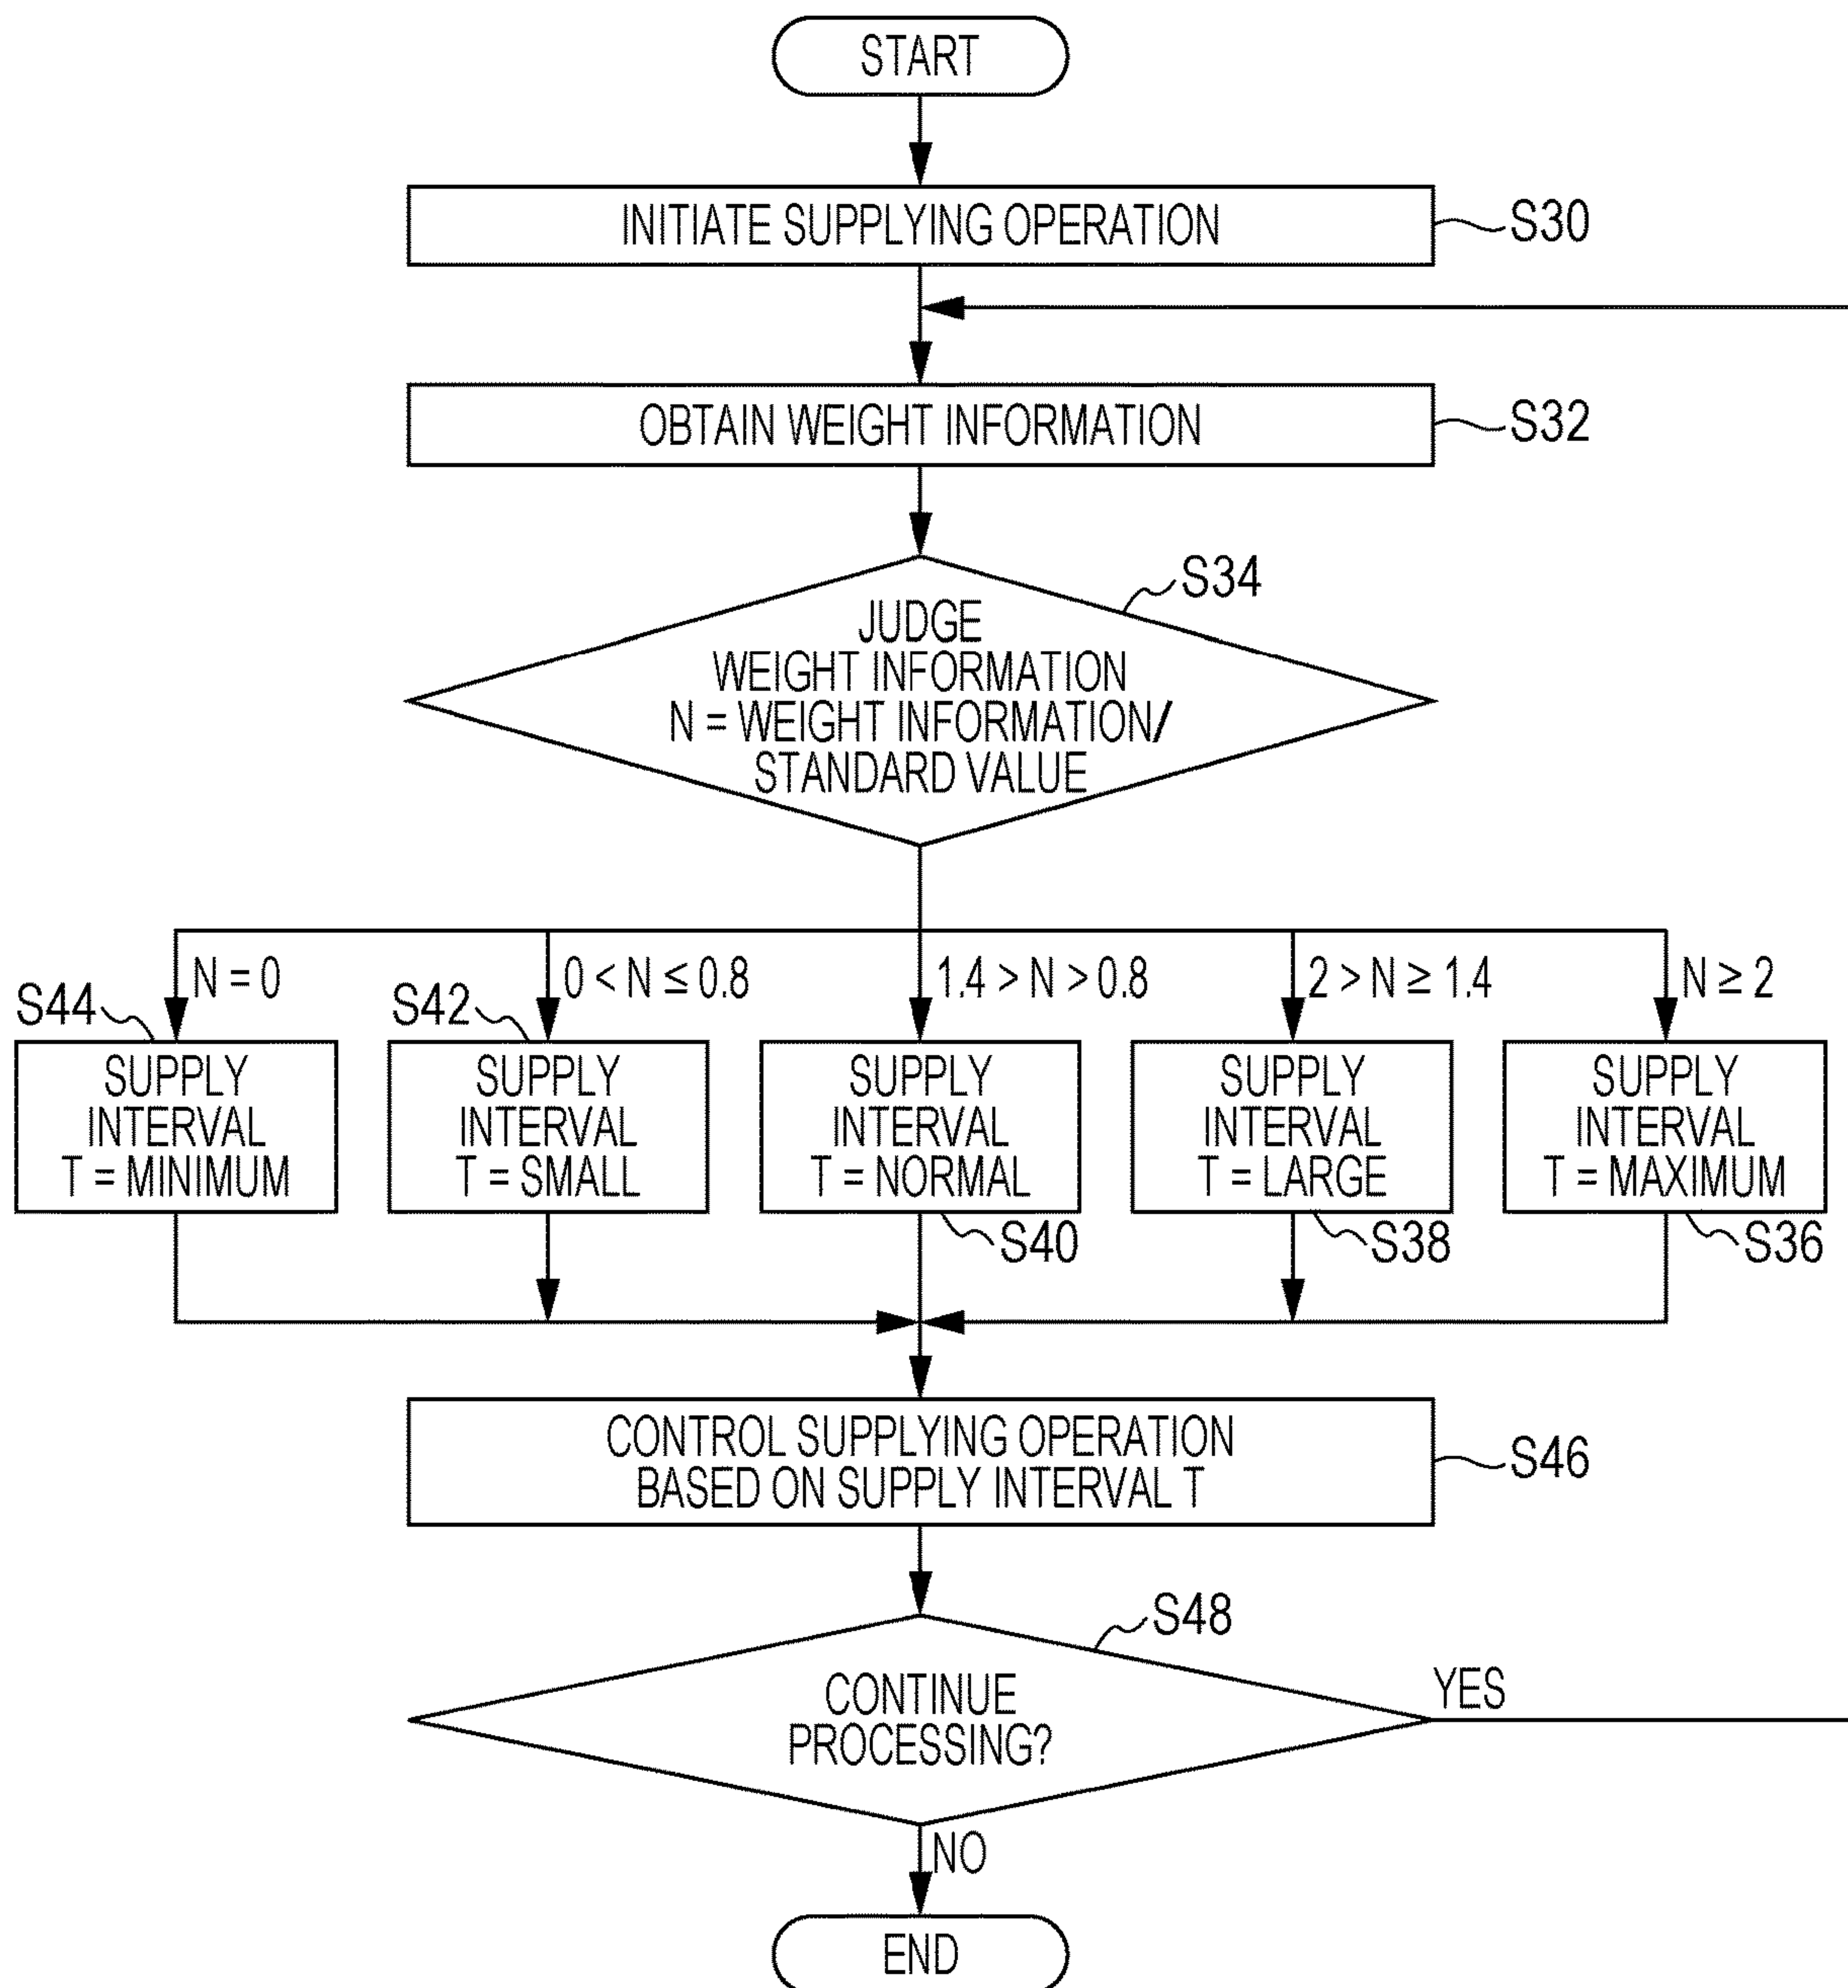 START
INITIATE SUPPLYING OPERATION
S30
OBTAIN WEIGHT INFORMATION
S32
S34
JUDGE
WEIGHT INFORMATION
N = WEIGHT INFORMATION/
STANDARD VALUE
N = 0
0 < N ≤ 0.8
1.4 > N > 0.8
2 > N ≥ 1.4
N ≥ 2
S44
SUPPLY
INTERVAL
T = MINIMUM
S42
SUPPLY
INTERVAL
T = SMALL
SUPPLY
INTERVAL
T = NORMAL
S40
SUPPLY
INTERVAL
T = LARGE
S38
SUPPLY
INTERVAL
T = MAXIMUM
S36
CONTROL SUPPLYING OPERATION
BASED ON SUPPLY INTERVAL T
S46
S48
CONTINUE
PROCESSING?
YES
NO
END